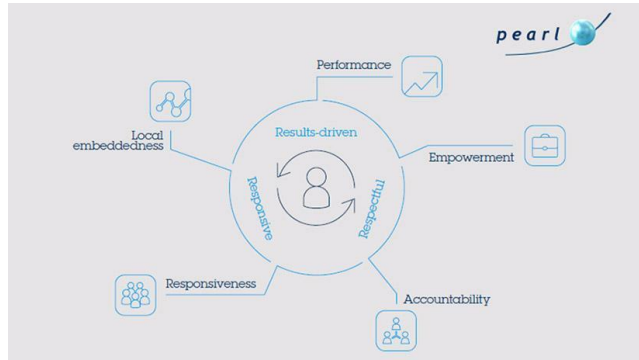 pearl
Performance
Local
embeddedness
Results-driven
Empowerment
Responsive
Respectful
Responsiveness
Accountability